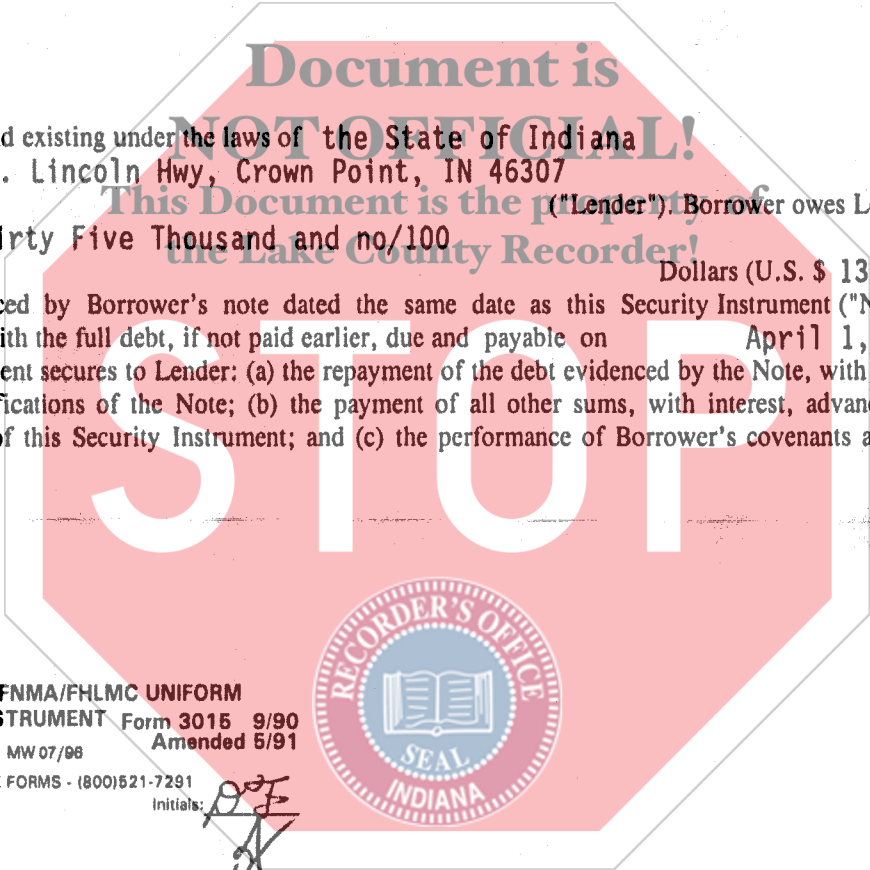 Document is
NOT OFFICIAL!
This Document is the property of
the Lake County Recorder!
d existing under the laws of the State of Indiana
. Lincoln Hwy, Crown Point, IN 46307
("Lender"). Borrower owes L
irty Five Thousand and no/100
Dollars (U.S. $ 13
ced by Borrower's note dated the same date as this Security Instrument ("N
ith the full debt, if not paid earlier, due and payable on April 1,
ent secures to Lender: (a) the repayment of the debt evidenced by the Note, with
fications of the Note; (b) the payment of all other sums, with interest, advanc
of this Security Instrument; and (c) the performance of Borrower's covenants a
STOP
RECORDER'S OFFICE
SEAL
INDIANA
FNMA/FHLMC UNIFORM
STRUMENT Form 3015 9/90
Amended 5/91
MW 07/96
FORMS - (800)521-7291
Initials: